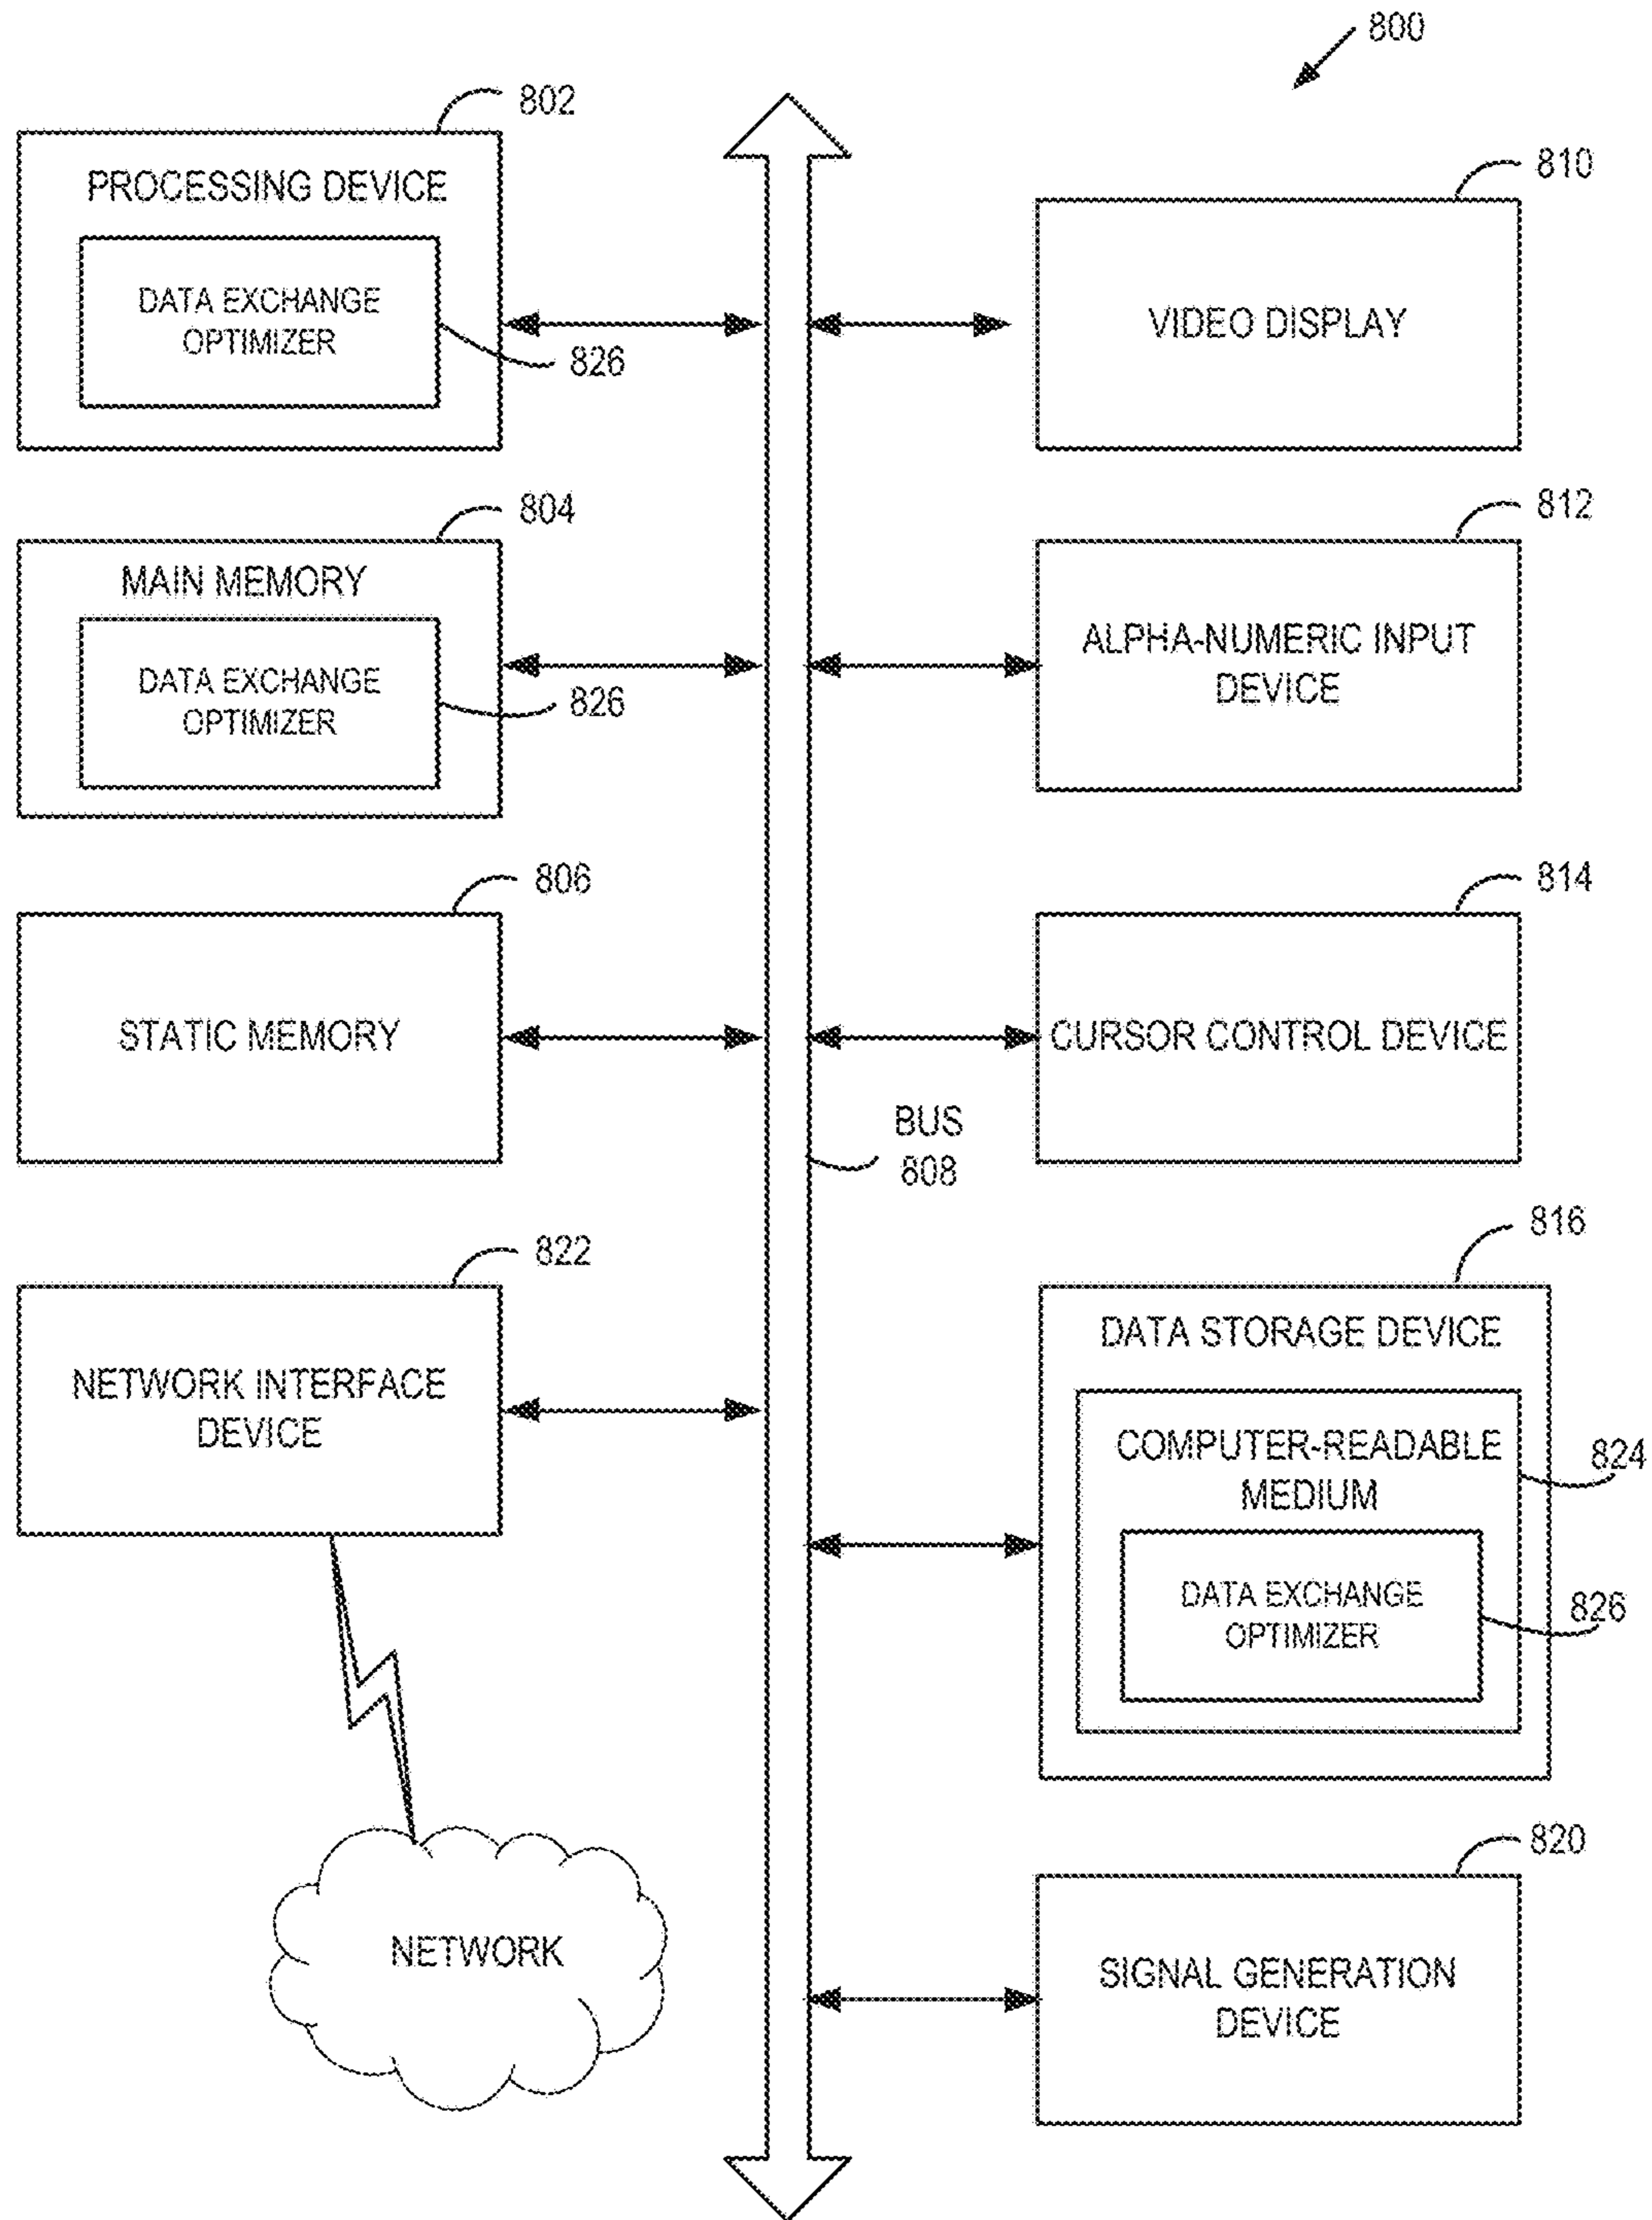 800
802
PROCESSING DEVICE
DATA EXCHANGE
OPTIMIZER
826
810
VIDEO DISPLAY
804
MAIN MEMORY
DATA EXCHANGE
OPTIMIZER
826
812
ALPHA-NUMERIC INPUT
DEVICE
806
STATIC MEMORY
814
CURSOR CONTROL DEVICE
BUS
808
822
NETWORK INTERFACE
DEVICE
816
DATA STORAGE DEVICE
COMPUTER-READABLE
MEDIUM
824
DATA EXCHANGE
OPTIMIZER
826
NETWORK
820
SIGNAL GENERATION
DEVICE